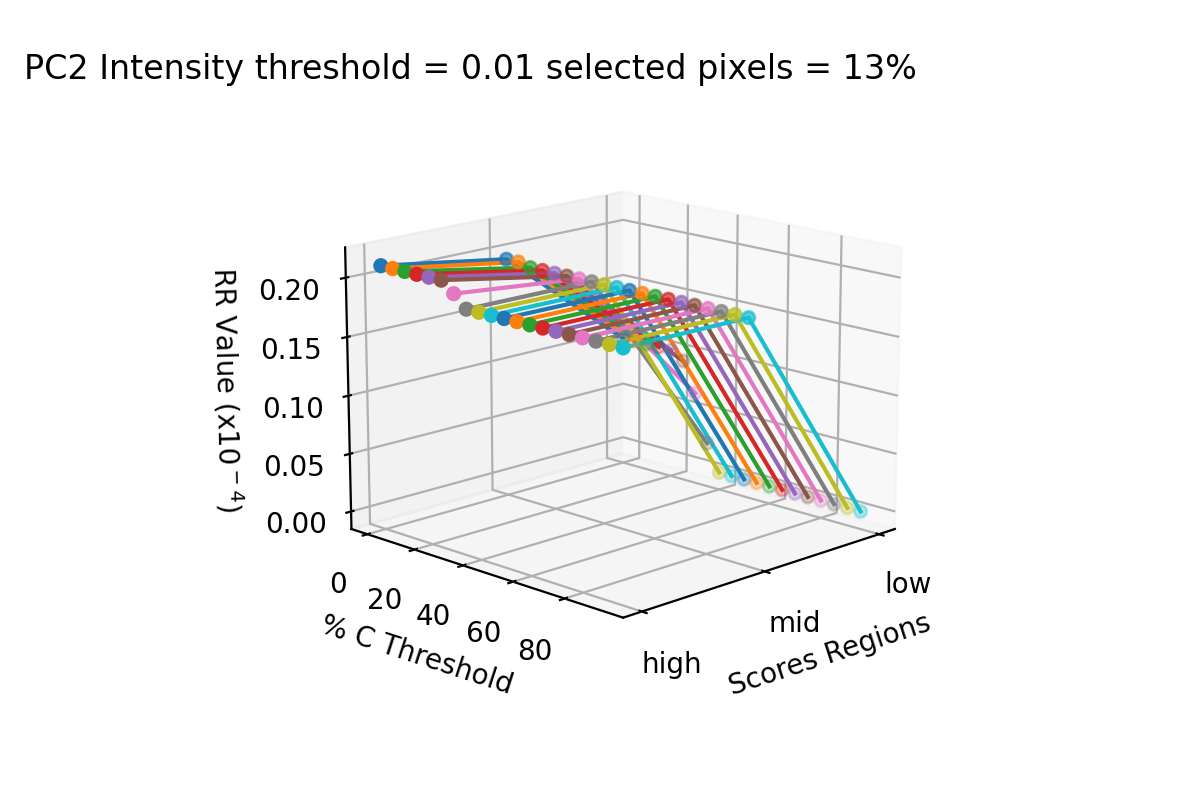 PC2 Intensity threshold = 0.01 selected pixels = 13%
RR Value (x10⁻⁴)
0.20
0.15
0.10
0.05
0.00
0
20
40
60
80
% C Threshold
high
mid
low
Scores Regions